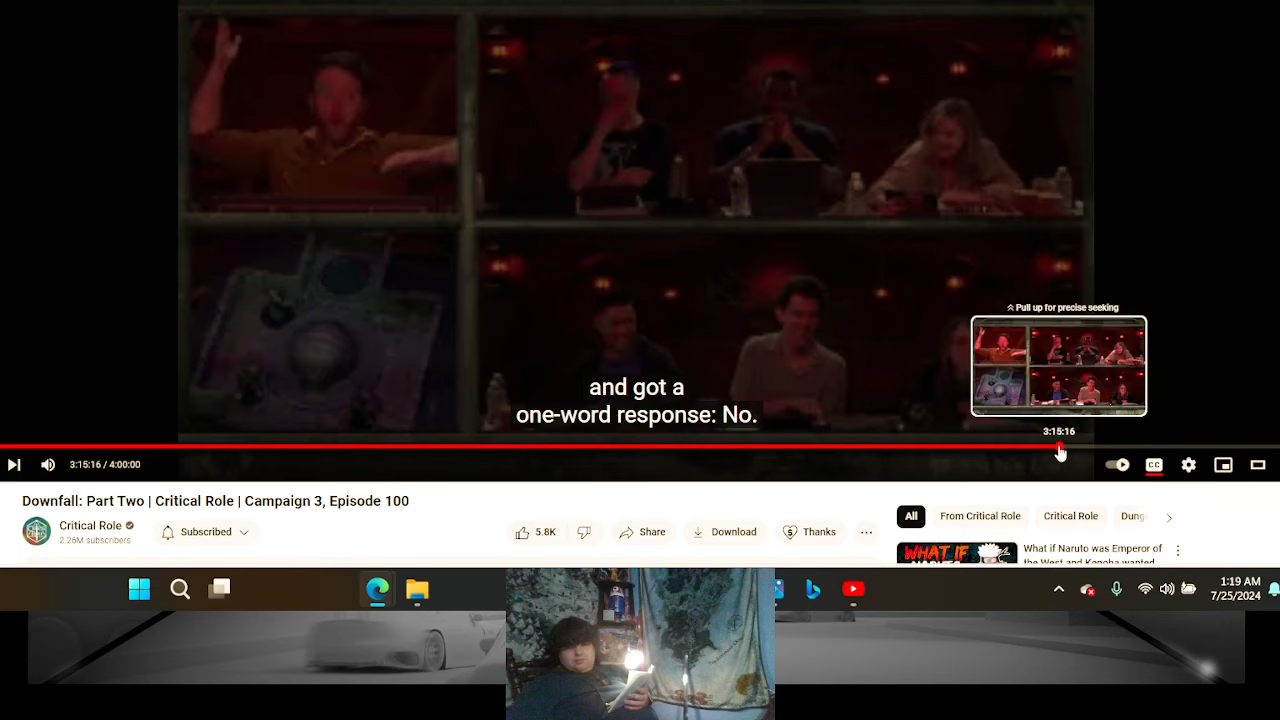 Pull up for precise seeking
and got a
one-word response: No.
3:15:16
3:15:16 / 4:00:00
CC
Downfall: Part Two | Critical Role | Campaign 3, Episode 100
Critical Role
2.26M subscribers
Subscribed
5.8K
Share
Download
Thanks
All
From Critical Role
Critical Role
Dung
WHAT IF
What if Naruto was Emperor of
the West and Konoha wanted
1:19 AM
7/25/2024